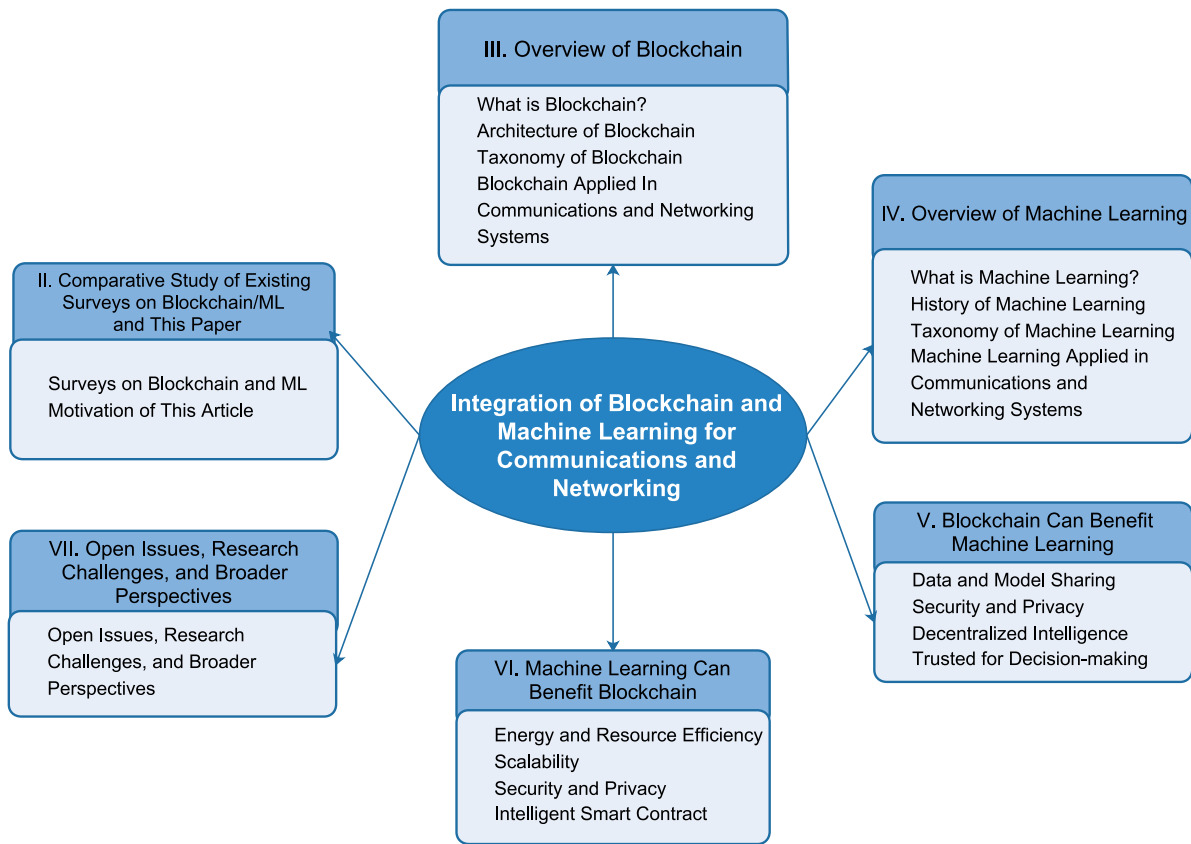 III. Overview of Blockchain
What is Blockchain?
Architecture of Blockchain
Taxonomy of Blockchain
Blockchain Applied In
Communications and Networking
Systems
IV. Overview of Machine Learning
What is Machine Learning?
History of Machine Learning
Taxonomy of Machine Learning
Machine Learning Applied in
Communications and
Networking Systems
II. Comparative Study of Existing
Surveys on Blockchain/ML
and This Paper
Surveys on Blockchain and ML
Motivation of This Article
Integration of Blockchain and
Machine Learning for
Communications and
Networking
V. Blockchain Can Benefit
Machine Learning
Data and Model Sharing
Security and Privacy
Decentralized Intelligence
Trusted for Decision-making
VII. Open Issues, Research
Challenges, and Broader
Perspectives
Open Issues, Research
Challenges, and Broader
Perspectives
VI. Machine Learning Can
Benefit Blockchain
Energy and Resource Efficiency
Scalability
Security and Privacy
Intelligent Smart Contract